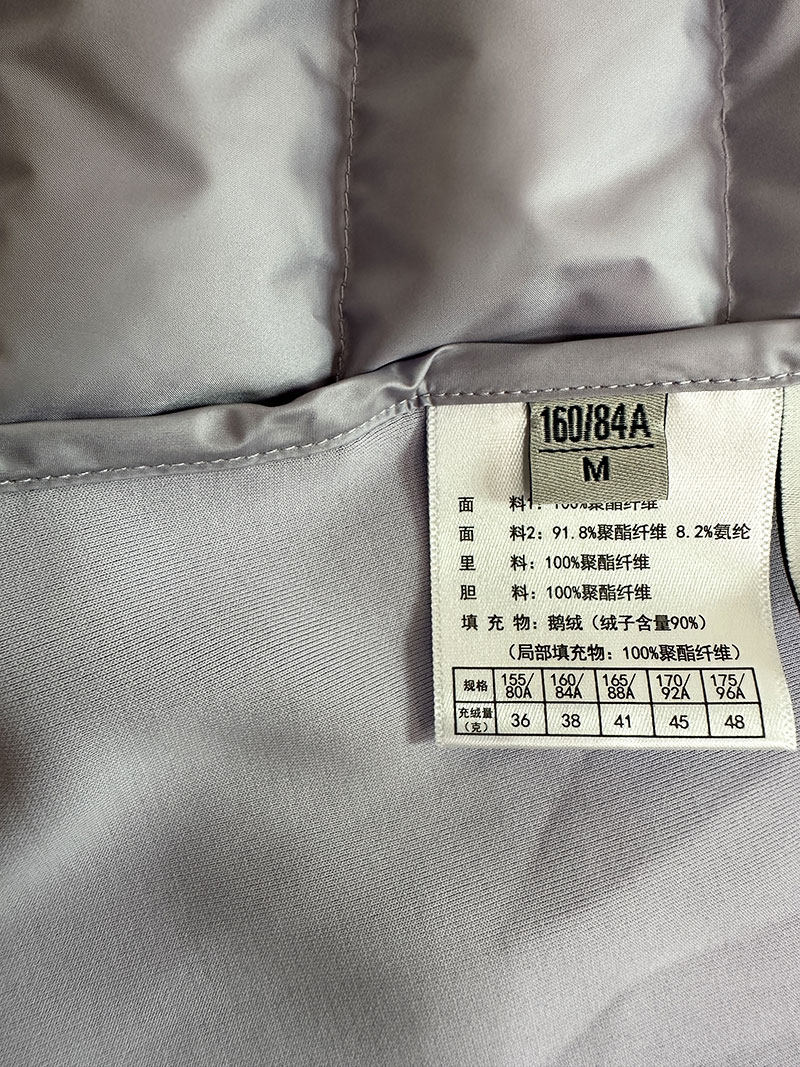 160/84A
M
面 料1: 100%聚酯纤维
面 料2: 91.8%聚酯纤维 8.2%氨纶
里 料: 100%聚酯纤维
胆 料: 100%聚酯纤维
填 充 物: 鹅绒（绒子含量90%）
（局部填充物: 100%聚酯纤维）
规格 155/80A 160/84A 165/88A 170/92A 175/96A
充绒量（克） 36 38 41 45 48